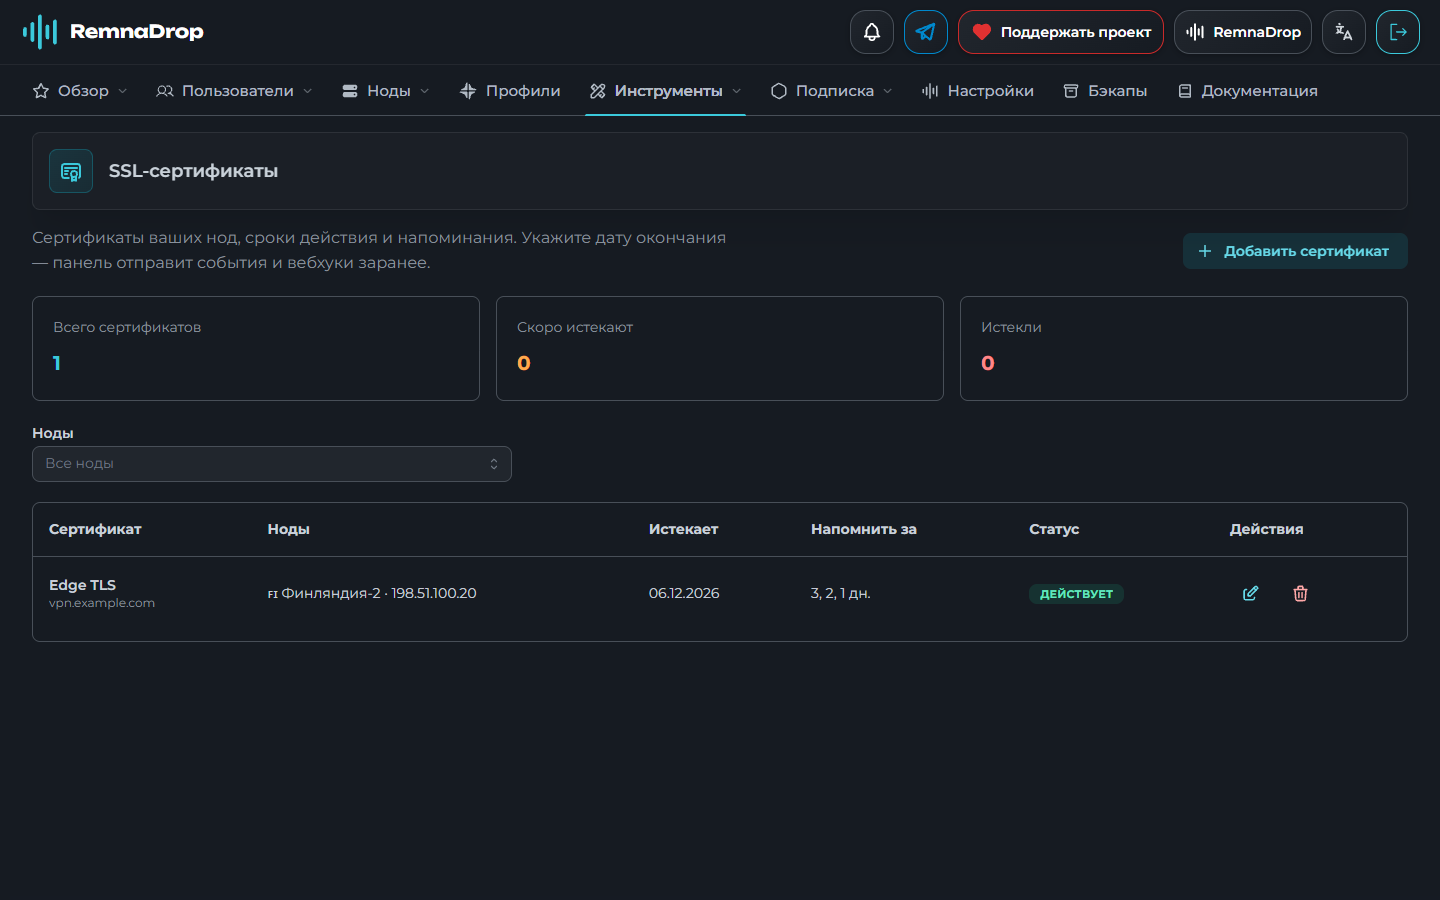 RemnaDrop
Поддержать проект
RemnaDrop
Обзор
Пользователи
Ноды
Профили
Инструменты
Подписка
Настройки
Бэкапы
Документация
SSL-сертификаты
Сертификаты ваших нод, сроки действия и напоминания. Укажите дату окончания
— панель отправит события и вебхуки заранее.
Добавить сертификат
Всего сертификатов
1
Скоро истекают
0
Истекли
0
Ноды
Все ноды
Сертификат Ноды Истекает Напомнить за Статус Действия
Edge TLS
vpn.example.com
FI Финляндия-2 · 198.51.100.20
06.12.2026
3, 2, 1 дн.
ДЕЙСТВУЕТ